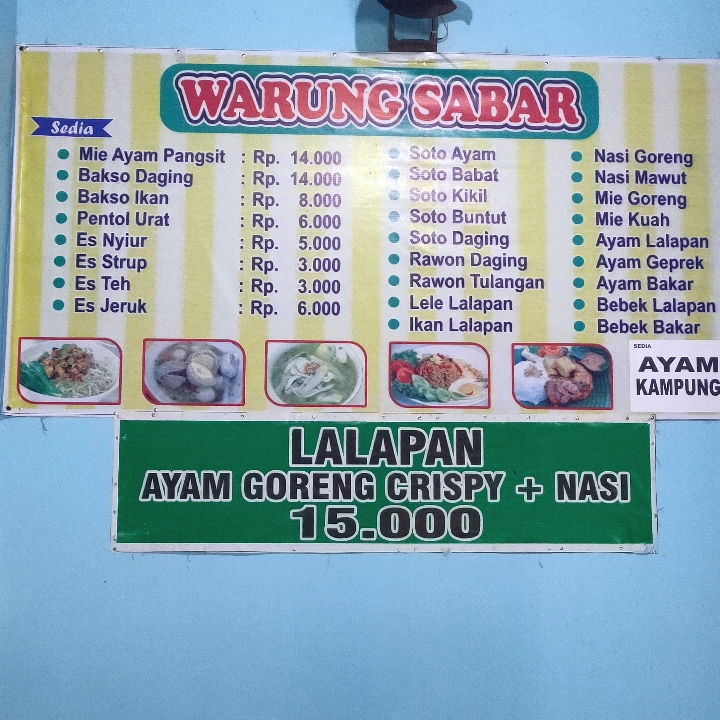 WARUNG SABAR
Sedia
Mie Ayam Pangsit : Rp. 14.000
Bakso Daging : Rp. 14.000
Bakso Ikan : Rp. 8.000
Pentol Urat : Rp. 6.000
Es Nyiur : Rp. 5.000
Es Strup : Rp. 3.000
Es Teh : Rp. 3.000
Es Jeruk : Rp. 6.000
Soto Ayam
Soto Babat
Soto Kikil
Soto Buntut
Soto Daging
Rawon Daging
Rawon Tulangan
Lele Lalapan
Ikan Lalapan
Nasi Goreng
Nasi Mawut
Mie Goreng
Mie Kuah
Ayam Lalapan
Ayam Geprek
Ayam Bakar
Bebek Lalapan
Bebek Bakar
SEDIA
AYAM
KAMPUNG
LALAPAN
AYAM GORENG CRISPY + NASI
15.000